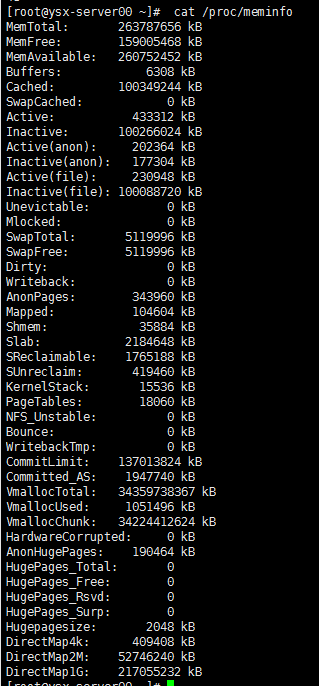 [root@ysx-server00 ~]#  cat /proc/meminfo
MemTotal:       263787656 kB
MemFree:        159005468 kB
MemAvailable:   260752452 kB
Buffers:            6308 kB
Cached:         100349244 kB
SwapCached:            0 kB
Active:           433312 kB
Inactive:       100266024 kB
Active(anon):     202364 kB
Inactive(anon):   177304 kB
Active(file):     230948 kB
Inactive(file): 100088720 kB
Unevictable:           0 kB
Mlocked:               0 kB
SwapTotal:       5119996 kB
SwapFree:        5119996 kB
Dirty:                 0 kB
Writeback:             0 kB
AnonPages:        343960 kB
Mapped:           104604 kB
Shmem:             35884 kB
Slab:            2184648 kB
SReclaimable:    1765188 kB
SUnreclaim:       419460 kB
KernelStack:       15536 kB
PageTables:        18060 kB
NFS_Unstable:          0 kB
Bounce:                0 kB
WritebackTmp:          0 kB
CommitLimit:    137013824 kB
Committed_AS:    1947740 kB
VmallocTotal:   34359738367 kB
VmallocUsed:     1051496 kB
VmallocChunk:   34224412624 kB
HardwareCorrupted:     0 kB
AnonHugePages:    190464 kB
HugePages_Total:       0
HugePages_Free:        0
HugePages_Rsvd:        0
HugePages_Surp:        0
Hugepagesize:       2048 kB
DirectMap4k:      409408 kB
DirectMap2M:    52746240 kB
DirectMap1G:    217055232 kB
[root@ysx-server00 ~]#